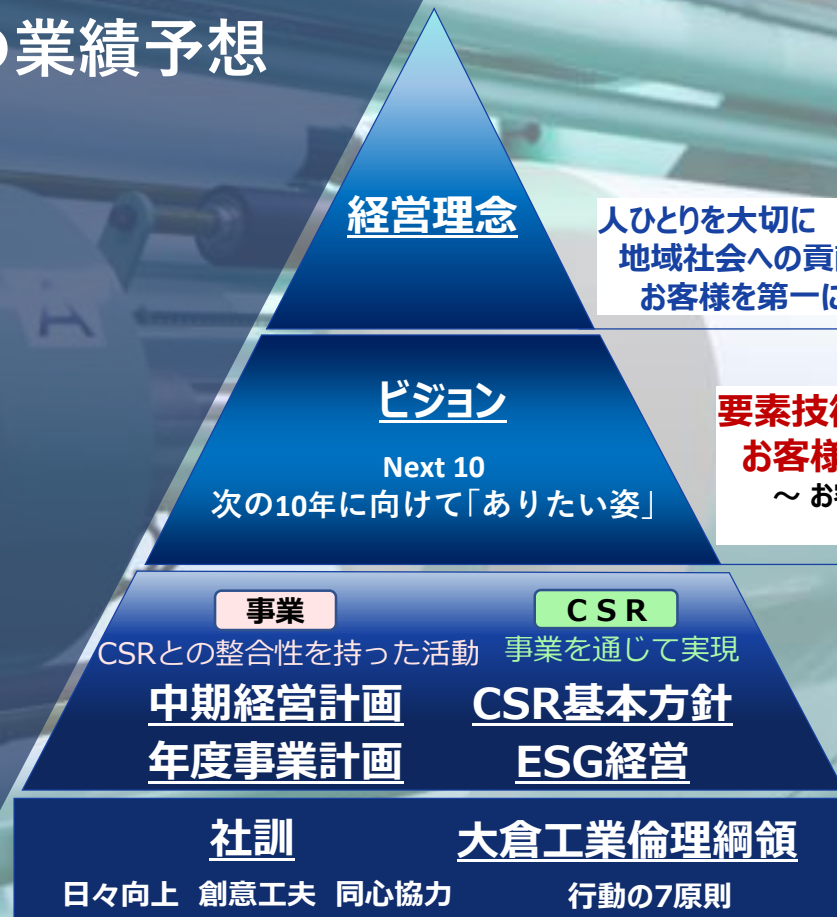 業績予想
経営理念
人ひとりを大切に
地域社会への貢
お客様を第一に
ビジョン
Next 10
次の10年に向けて「ありたい姿」
要素技
お客様
～ お
事業
CSR
CSRとの整合性を持った活動
事業を通じて実現
中期経営計画
CSR基本方針
年度事業計画
ESG経営
社訓
大倉工業倫理綱領
日々向上 創意工夫 同心協力
行動の7原則